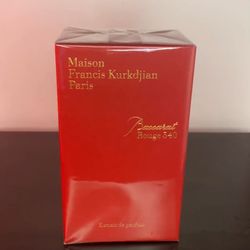 Maison
Francis Kurkdjian
Paris
Baccarat
Rouge 540
Extrait de parfum